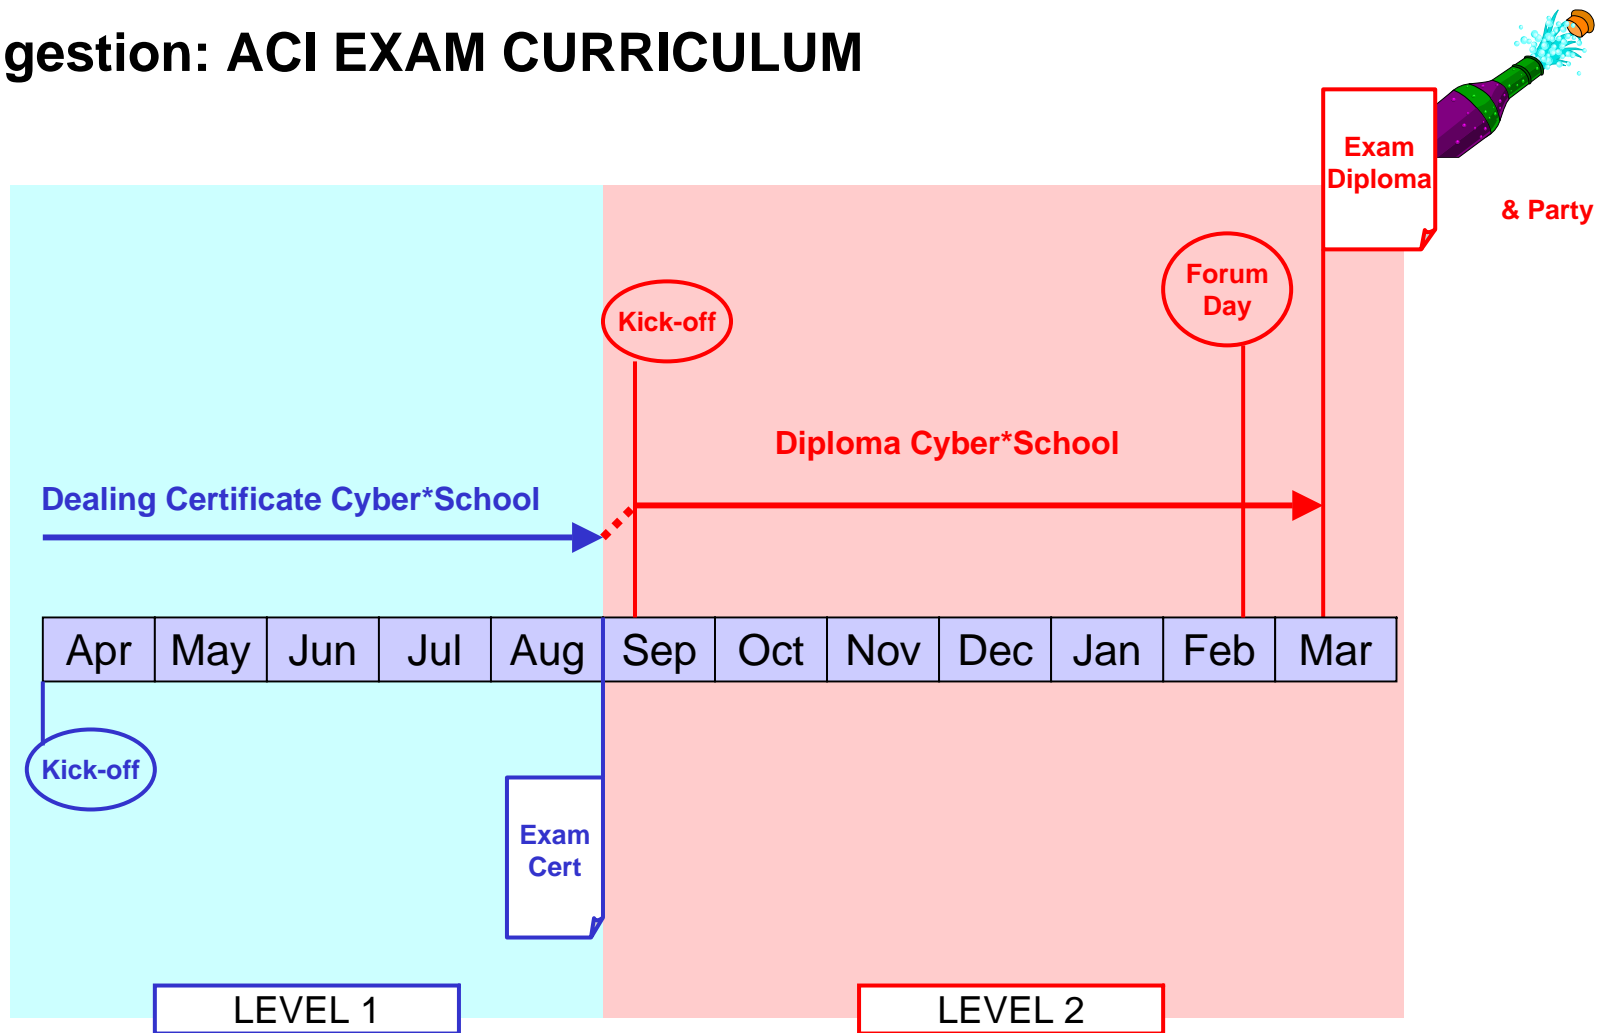 gestion: ACI EXAM CURRICULUM
Exam
Diploma
& Party
Forum
Day
Kick-off
Diploma Cyber*School
Dealing Certificate Cyber*School
Apr May Jun Jul Aug Sep Oct Nov Dec Jan Feb Mar
Kick-off
Exam
Cert
LEVEL 1 LEVEL 2